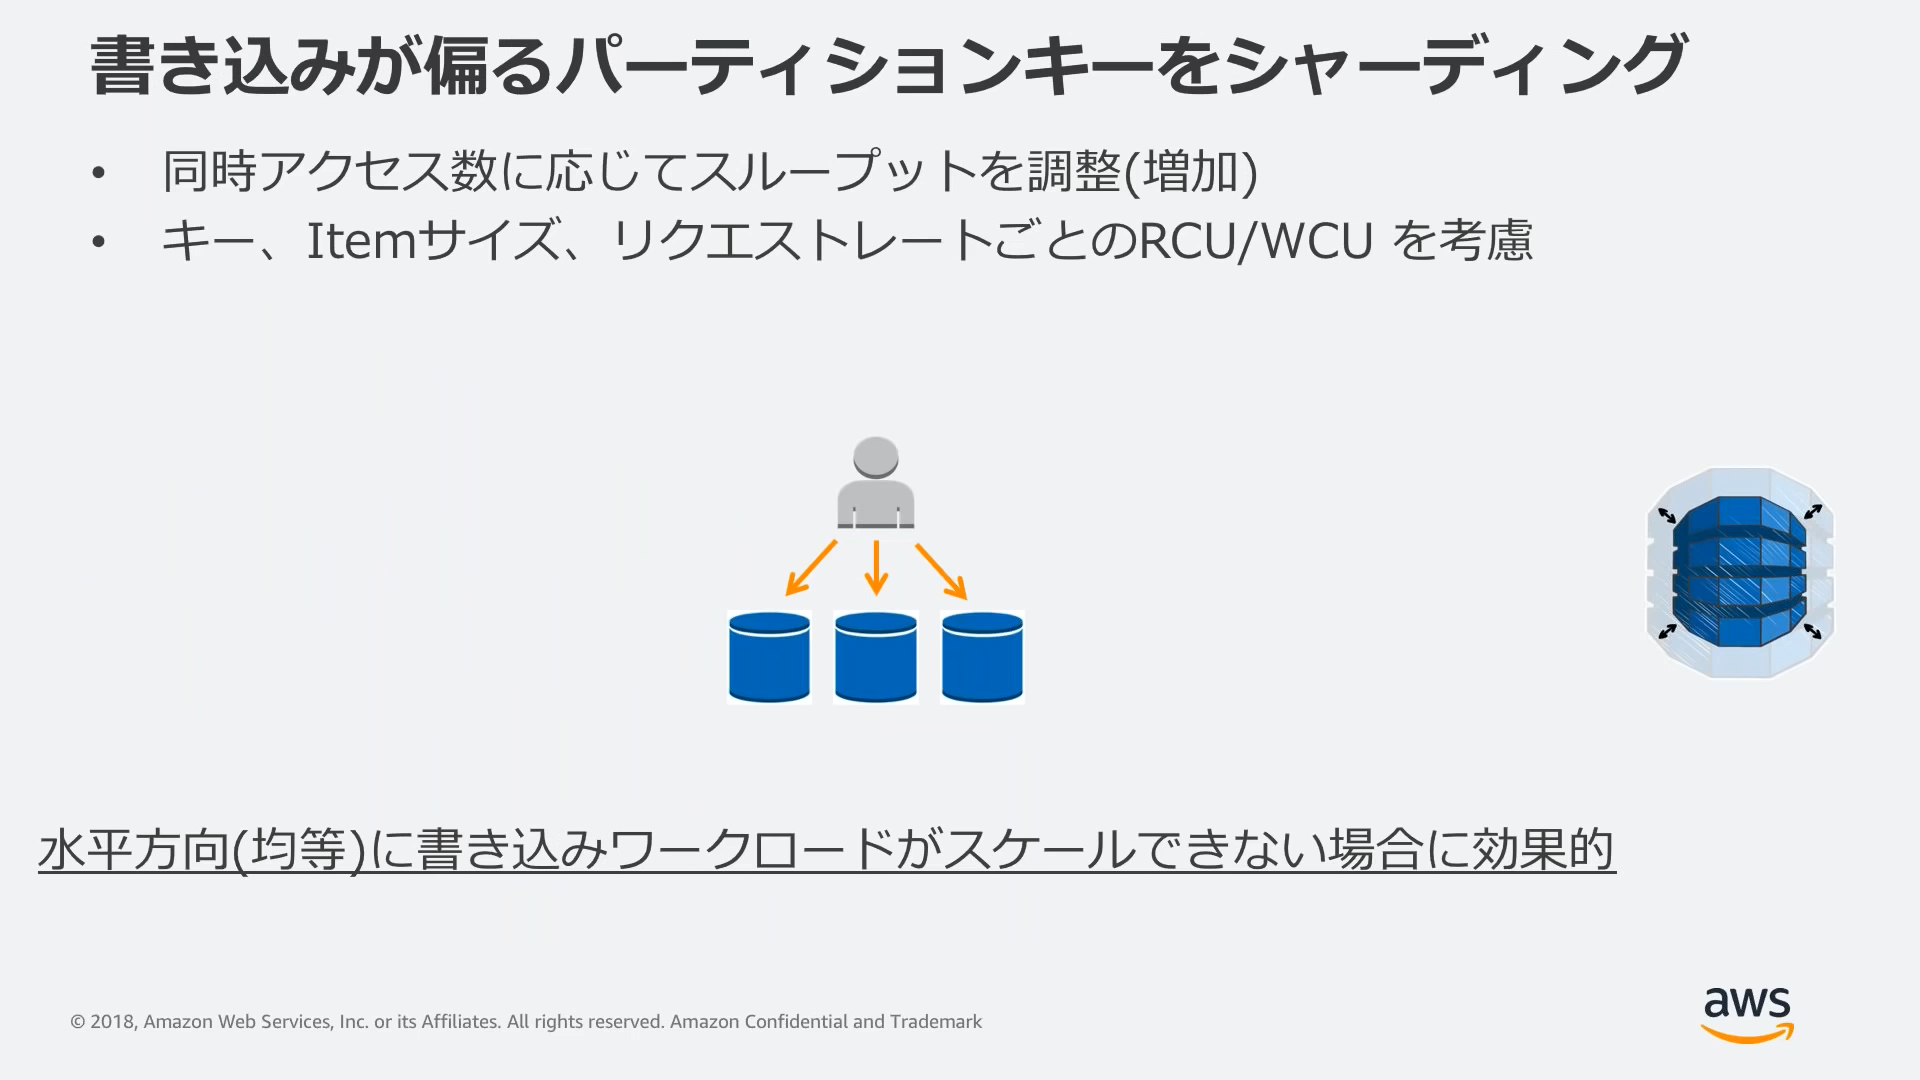 書き込みが偏るパーティションキーをシャーディング
• 同時アクセス数に応じてスループットを調整(増加)
• キー、Itemサイズ、リクエストレートごとのRCU/WCU を考慮
水平方向(均等)に書き込みワークロードがスケールできない場合に効果的
© 2018, Amazon Web Services, Inc. or its Affiliates. All rights reserved. Amazon Confidential and Trademark
aws